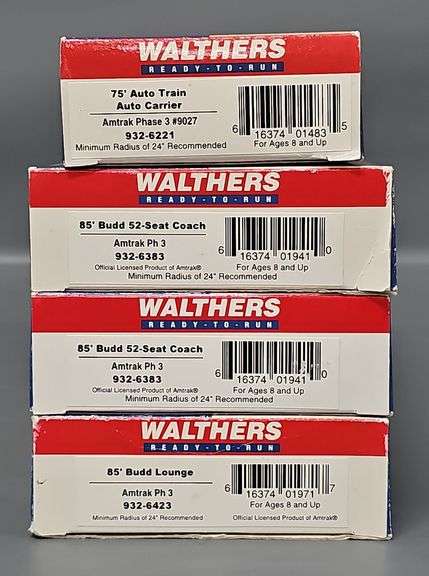 WALTHERS
READY-TO-RUN
75' Auto Train
Auto Carrier
Amtrak Phase 3 #9027
932-6221
Minimum Radius of 24" Recommended
6 16374 01483 5
For Ages 8 and Up
WALTHERS
READY-TO-RUN
85' Budd 52-Seat Coach
Amtrak Ph 3
932-6383
Official Licensed Product of Amtrak®
6 16374 01941 0
For Ages 8 and Up
Minimum Radius of 24" Recommended
WALTHERS
READY-TO-RUN
85' Budd 52-Seat Coach
Amtrak Ph 3
932-6383
Official Licensed Product of Amtrak®
6 16374 01941 0
For Ages 8 and Up
Minimum Radius of 24" Recommended
WALTHERS
READY-TO-RUN
85' Budd Lounge
Amtrak Ph 3
932-6423
Minimum Radius of 24" Recommended
6 16374 01971 7
For Ages 8 and Up
Official Licensed Product of Amtrak®